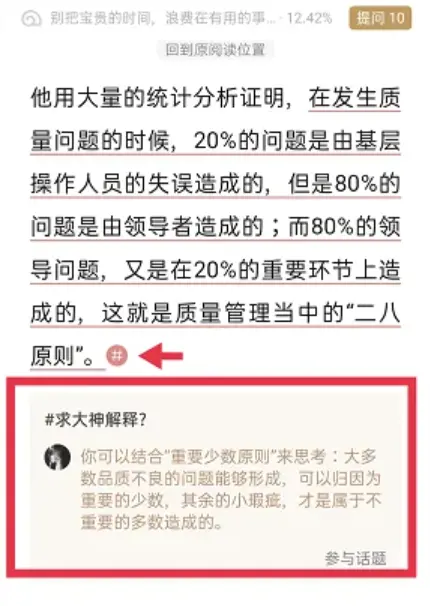 别把宝贵的时间，浪费在有用的事... · 12.42%
提问 10
回到原阅读位置
他用大量的统计分析证明，在发生质
量问题的时候，20%的问题是由基层
操作人员的失误造成的，但是80%的
问题是由领导者造成的；而80%的领
导问题，又是在20%的重要环节上造
成的，这就是质量管理当中的“二八
原则”。#
#求大神解释?
你可以结合“重要少数原则”来思考：大多
数品质不良的问题能够形成，可以归因为
重要的少数，其余的小瑕疵，才是属于不
重要的多数造成的。
参与话题